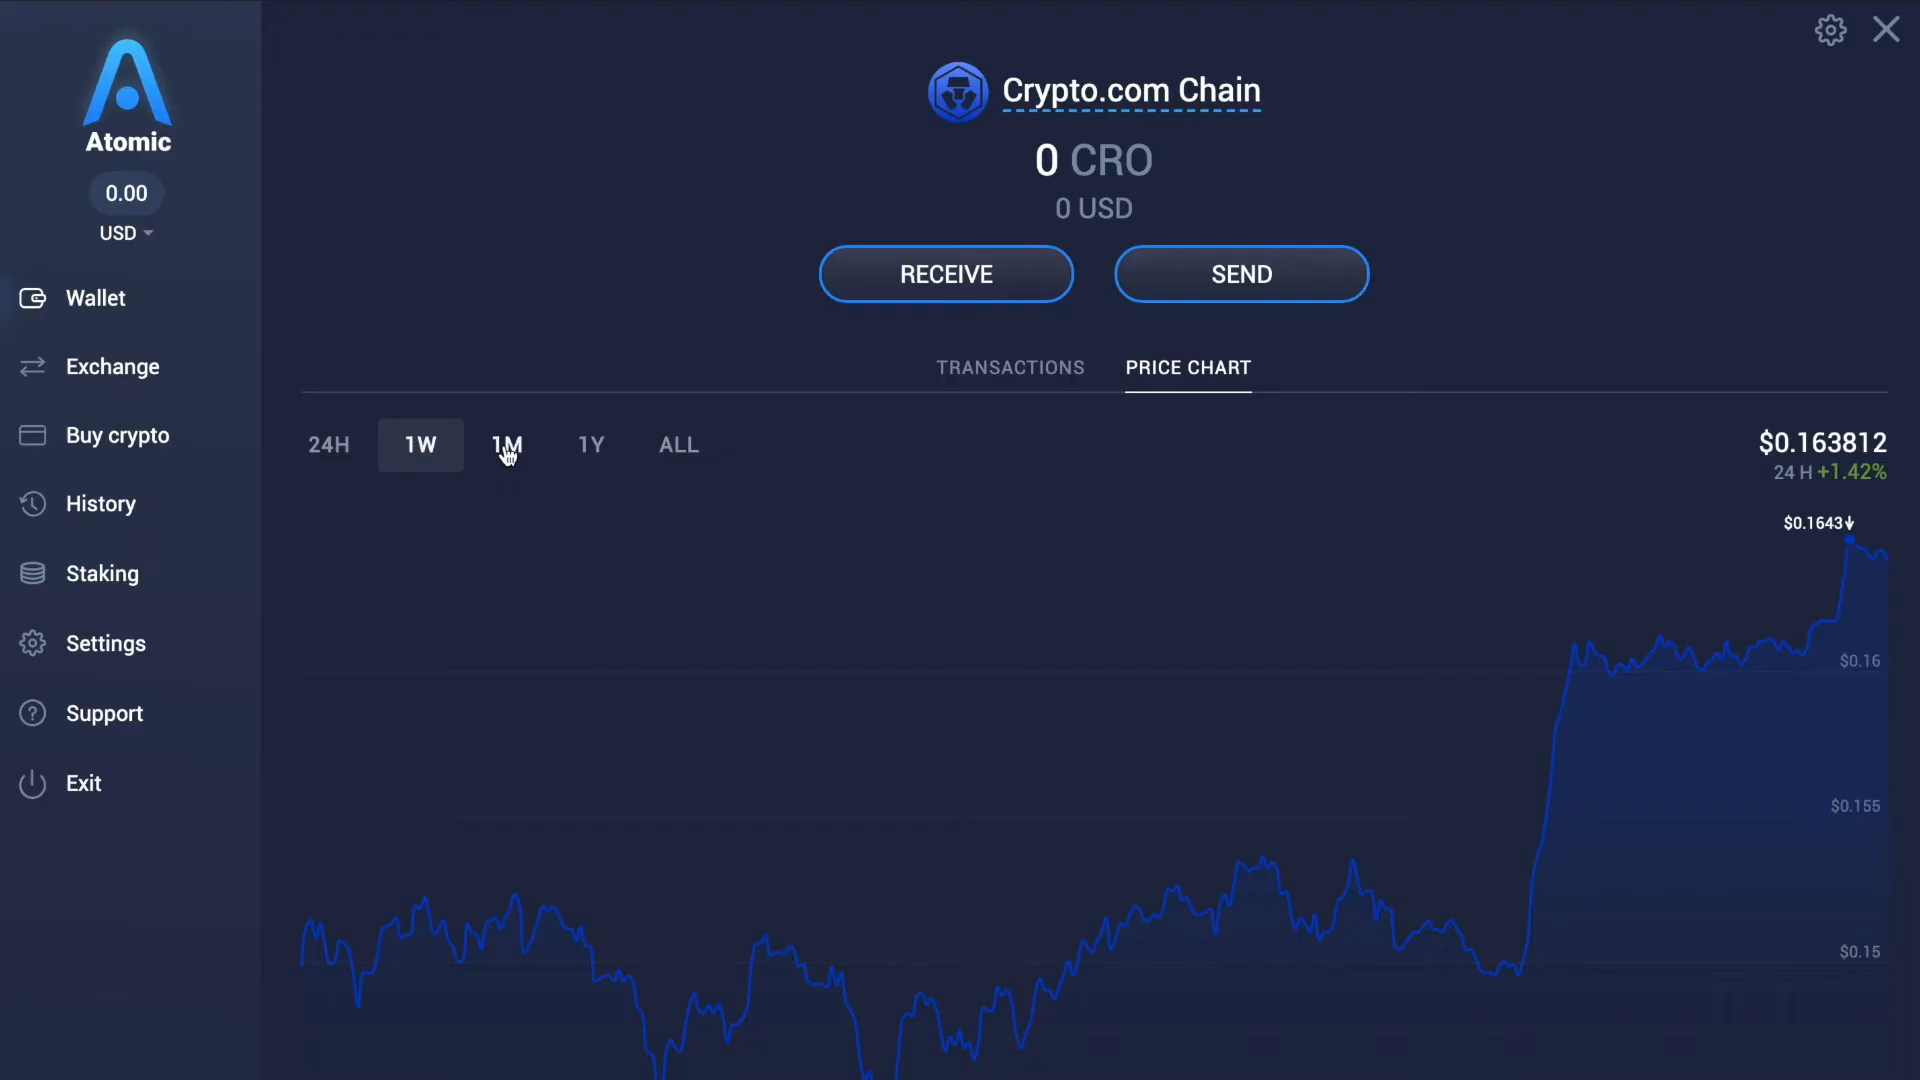 Atomic
0.00
USD
Wallet
Exchange
Buy crypto
History
Staking
Settings
Support
Exit
Crypto.com Chain
0 CRO
0 USD
RECEIVE SEND
TRANSACTIONS PRICE CHART
24H 1W 1M 1Y ALL
$0.163812
24 H +1.42%
$0.1643↓
$0.16
$0.155
$0.15